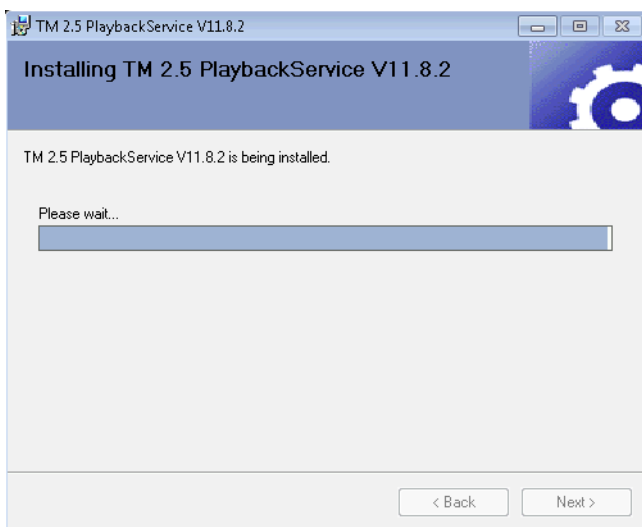 TM 2.5 PlaybackService V11.8.2
Installing TM 2.5 PlaybackService V11.8.2
TM 2.5 PlaybackService V11.8.2 is being installed.
Please wait...
< Back
Next >